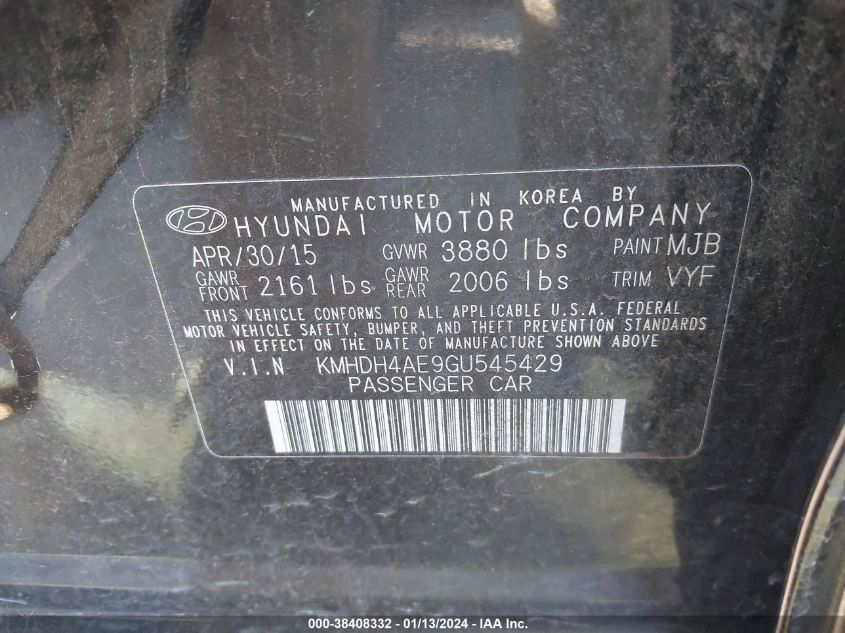 MANUFACTURED IN KOREA BY
HYUNDAI MOTOR COMPANY
APR/30/15 GVWR 3880 lbs PAINT MJB
GAWR FRONT 2161 lbs GAWR REAR 2006 lbs TRIM VYF
THIS VEHICLE CONFORMS TO ALL APPLICABLE U.S.A. FEDERAL
MOTOR VEHICLE SAFETY, BUMPER, AND THEFT PREVENTION STANDARDS
IN EFFECT ON THE DATE OF MANUFACTURE SHOWN ABOVE
V.I.N KMHDH4AE9GU545429
PASSENGER CAR
000-38408332 - 01/13/2024 - IAA Inc.